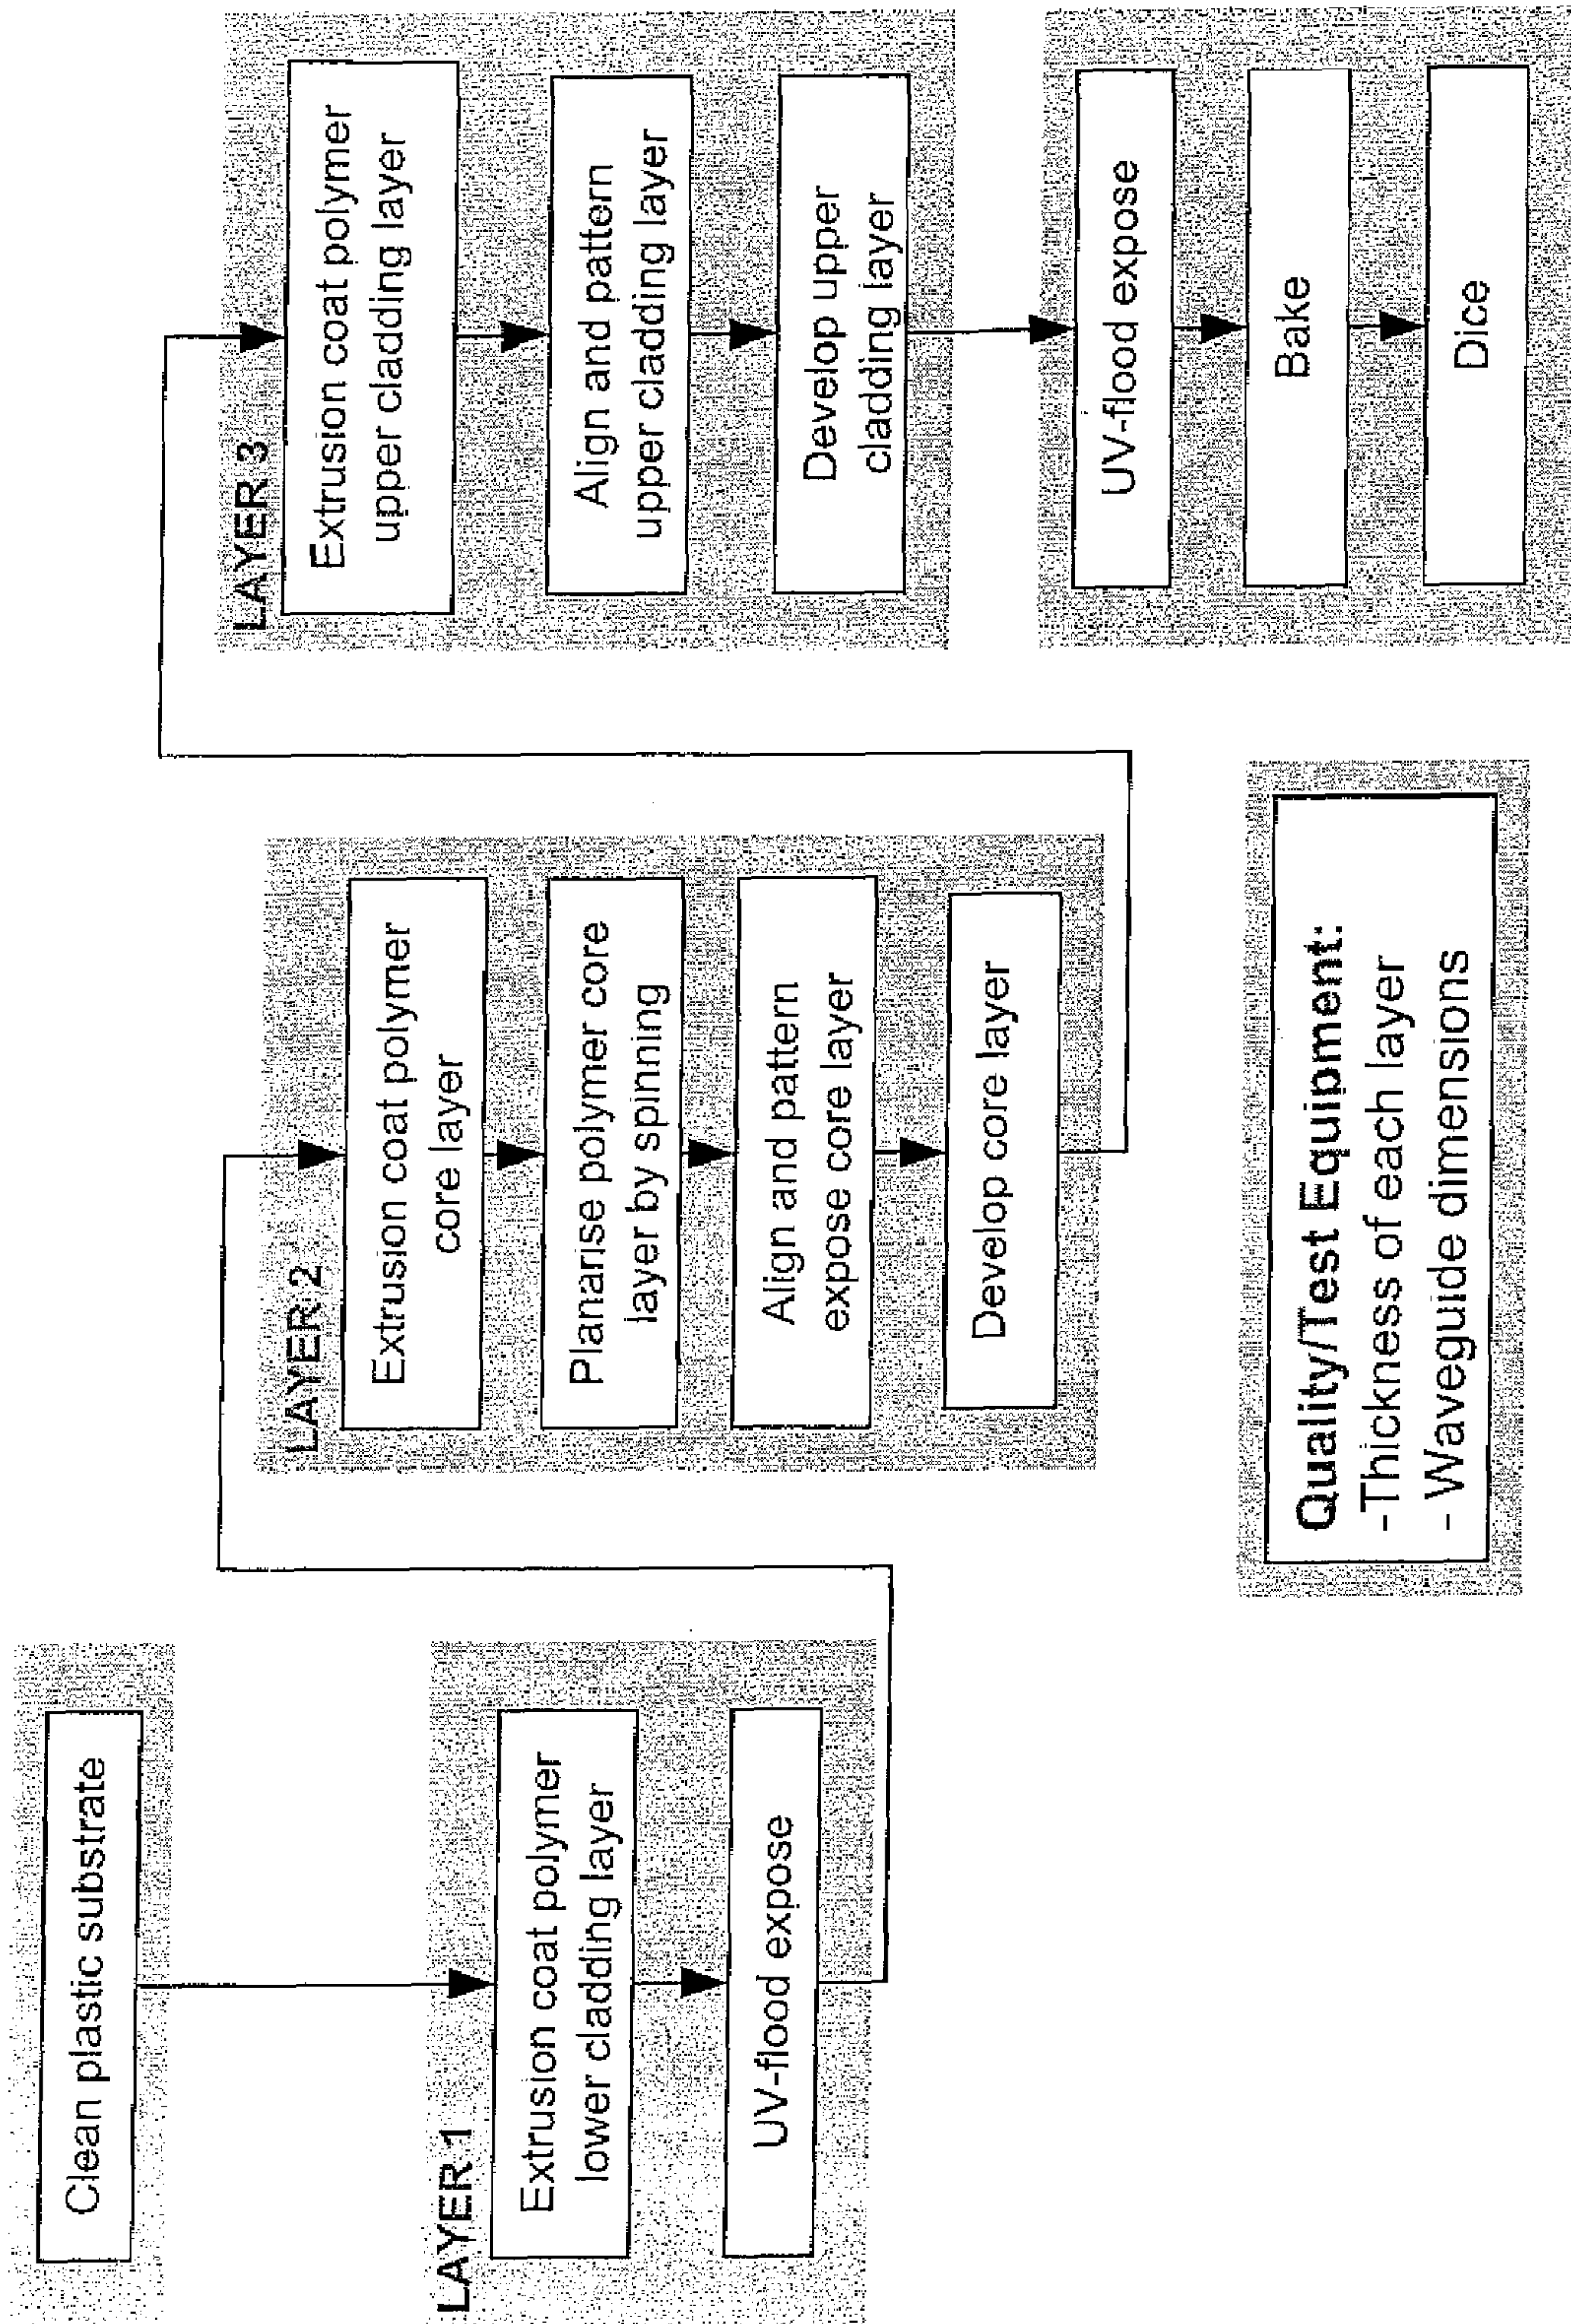 Clean plastic substrate
LAYER 1
Extrusion coat polymer
lower cladding layer
UV-flood expose
LAYER 2
Extrusion coat polymer
core layer
Planarise polymer core
layer by spinning
Align and pattern
expose core layer
Develop core layer
LAYER 3
Extrusion coat polymer
upper cladding layer
Align and pattern
upper cladding layer
Develop upper
cladding layer
UV-flood expose
Bake
Dice
Quality/Test Equipment:
-Thickness of each layer
- Waveguide dimensions